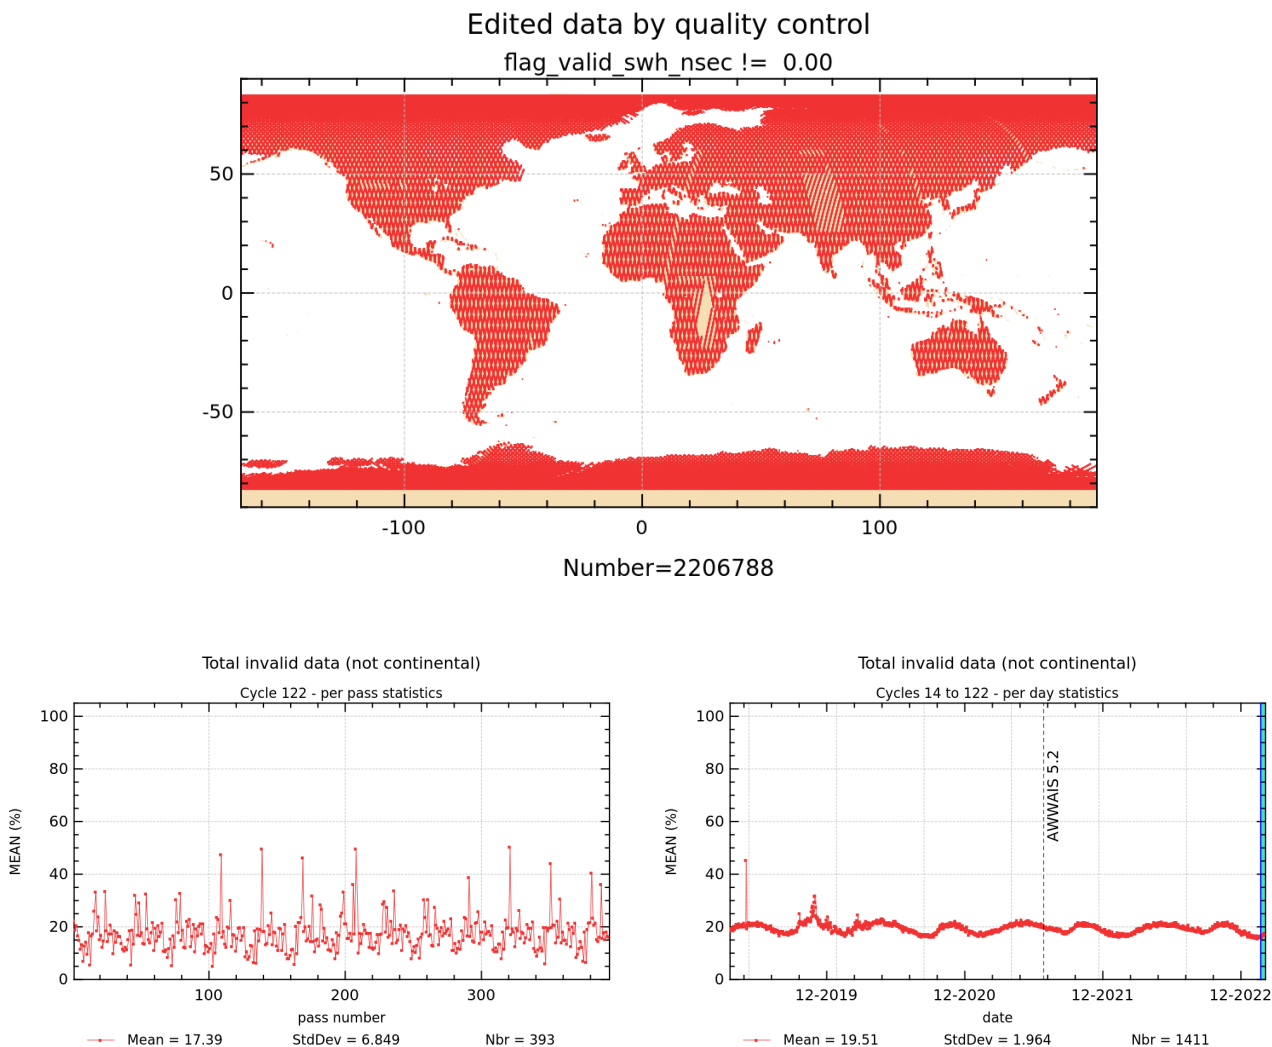 Edited data by quality control
flag_valid_swh_nsec !=  0.00
50
0
-50
-100 0 100
Number=2206788
Total invalid data (not continental)
Cycle 122 - per pass statistics
MEAN (%)
100
80
60
40
20
0
100 200 300
pass number
Mean = 17.39 StdDev = 6.849 Nbr = 393
Total invalid data (not continental)
Cycles 14 to 122 - per day statistics
MEAN (%)
100
80
60
40
20
0
AWWAIS 5.2
12-2019 12-2020 12-2021 12-2022
date
Mean = 19.51 StdDev = 1.964 Nbr = 1411